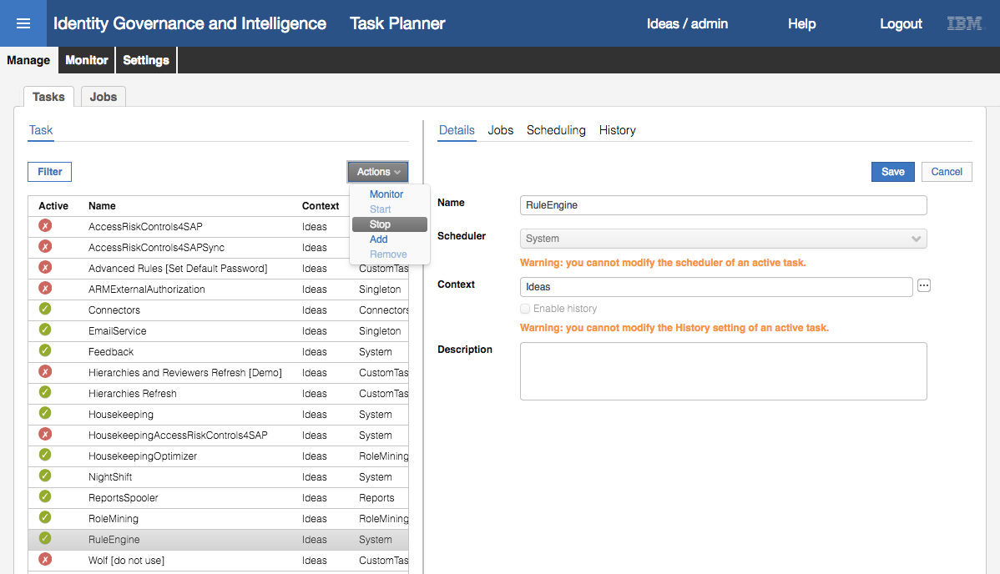 Identity Governance and Intelligence Task Planner Ideas / admin Help Logout IBM
Manage Monitor Settings
Tasks Jobs
Task
Filter Actions
Monitor
Start
Stop
Add
Remove
Active Name Context
AccessRiskControls4SAP Ideas
AccessRiskControls4SAPSync Ideas
Advanced Rules [Set Default Password] Ideas CustomTas
ARMExternalAuthorization Ideas Singleton
Connectors Ideas Connectors
EmailService Ideas Singleton
Feedback Ideas System
Hierarchies and Reviewers Refresh [Demo] Ideas CustomTas
Hierarchies Refresh Ideas CustomTas
Housekeeping Ideas System
HousekeepingAccessRiskControls4SAP Ideas System
HousekeepingOptimizer Ideas RoleMining
NightShift Ideas System
ReportsSpooler Ideas Reports
RoleMining Ideas RoleMining
RuleEngine Ideas System
Wolf [do not use] Ideas CustomTas
Details Jobs Scheduling History
Save Cancel
Name RuleEngine
Scheduler System
Warning: you cannot modify the scheduler of an active task.
Context Ideas ...
Enable history
Warning: you cannot modify the History setting of an active task.
Description